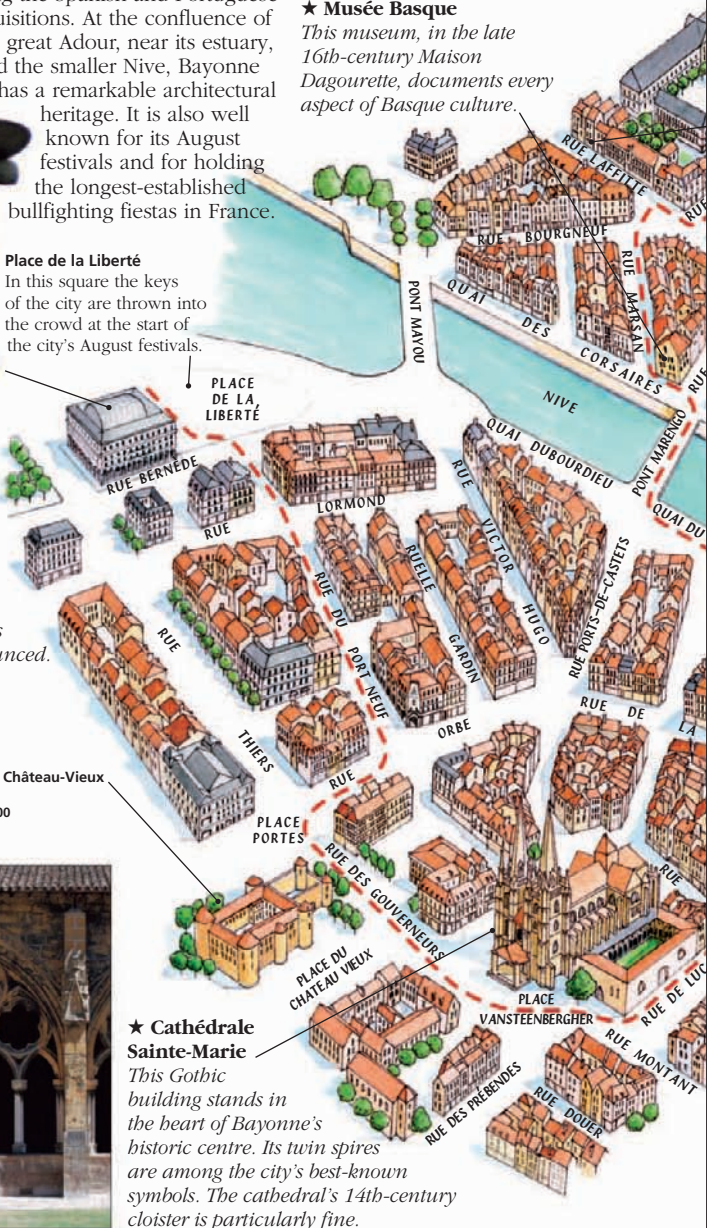 the Spanish and Portuguese
uisitions. At the confluence of
great Adour, near its estuary,
d the smaller Nive, Bayonne
has a remarkable architectural
heritage. It is also well
known for its August
festivals and for holding
the longest-established
bullfighting fiestas in France.
★ Musée Basque
This museum, in the late
16th-century Maison
Dagourette, documents every
aspect of Basque culture.
Place de la Liberté
In this square the keys
of the city are thrown into
the crowd at the start of
the city's August festivals.
RUE LAFFITTE
RUE
RUE BOURGNEUF
RUE MARSAN
QUAI DES CORSAIRES
RUE
PONT MAYOU
NIVE
PONT MARENGO
PLACE
DE LA
LIBERTÉ
QUAI DUBOURDIEU
QUAI DU
RUE BERNÈDE
RUE LORMOND
RUE VICTOR HUGO
RUELLE GARDIN
RUE PORTS-DE-CASTETS
RUE DU PORT NEUF
RUE THIERS
s
anced.
RUE ORBE
RUE DE LA
Château-Vieux
00
PLACE
PORTES
RUE DES GOUVERNEURS
RUE
PLACE DU
CHATEAU VIEUX
PLACE
VANSTEENBERGHER
RUE DE LUC
RUE MONTANT
RUE DES PRÉBENDES
RUE DOUER
★ Cathédrale
Sainte-Marie
This Gothic
building stands in
the heart of Bayonne's
historic centre. Its twin spires
are among the city's best-known
symbols. The cathedral's 14th-century
cloister is particularly fine.